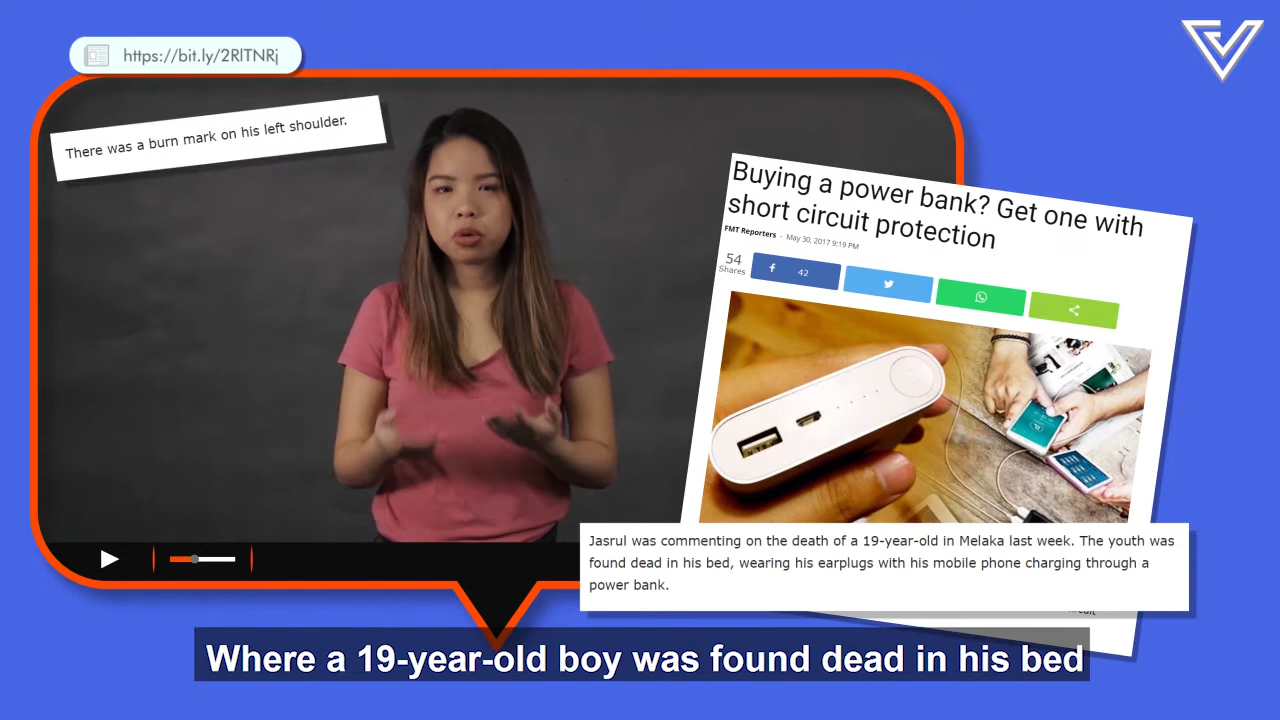 https://bit.ly/2RlTNRj
There was a burn mark on his left shoulder.
Buying a power bank? Get one with
short circuit protection
FMT Reporters - May 30, 2017 9:19 PM
54
Shares
42
Jasrul was commenting on the death of a 19-year-old in Melaka last week. The youth was
found dead in his bed, wearing his earplugs with his mobile phone charging through a
power bank.
Where a 19-year-old boy was found dead in his bed